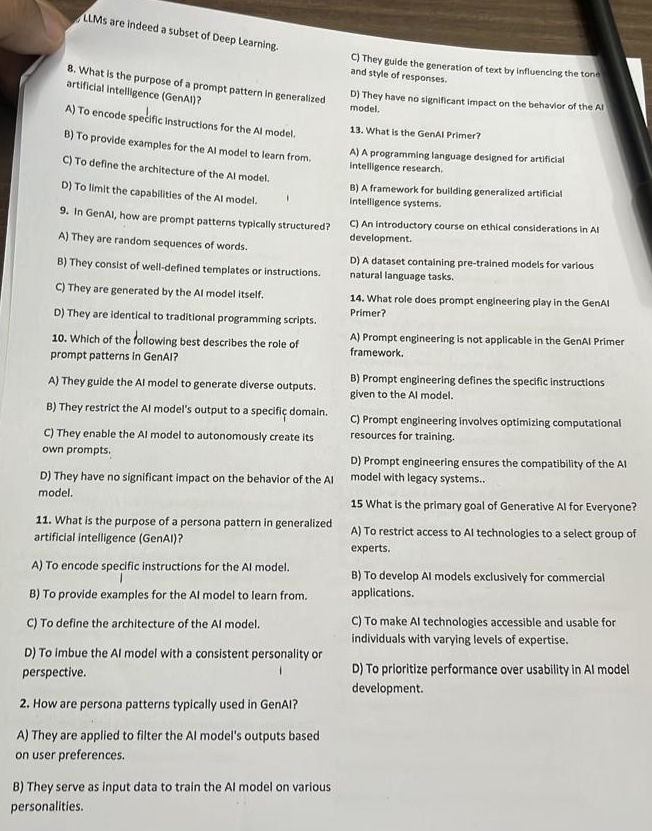 LLMs are indeed a subset of Deep Learning.
8. What is the purpose of a prompt pattern in generalized
artificial intelligence (GenAI)?
A) To encode specific instructions for the AI model.
B) To provide examples for the AI model to learn from.
C) To define the architecture of the AI model.
D) To limit the capabilities of the AI model.
9. In GenAI, how are prompt patterns typically structured?
A) They are random sequences of words.
B) They consist of well-defined templates or instructions.
C) They are generated by the AI model itself.
D) They are identical to traditional programming scripts.
10. Which of the following best describes the role of
prompt patterns in GenAI?
A) They guide the AI model to generate diverse outputs.
B) They restrict the AI model's output to a specific domain.
C) They enable the AI model to autonomously create its
own prompts.
D) They have no significant impact on the behavior of the AI
model.
11. What is the purpose of a persona pattern in generalized
artificial intelligence (GenAI)?
A) To encode specific instructions for the AI model.
B) To provide examples for the AI model to learn from.
C) To define the architecture of the AI model.
D) To imbue the AI model with a consistent personality or
perspective.
2. How are persona patterns typically used in GenAI?
A) They are applied to filter the AI model's outputs based
on user preferences.
B) They serve as input data to train the AI model on various
personalities.
C) They guide the generation of text by influencing the tone
and style of responses.
D) They have no significant impact on the behavior of the AI
model.
13. What is the GenAI Primer?
A) A programming language designed for artificial
intelligence research.
B) A framework for building generalized artificial
intelligence systems.
C) An introductory course on ethical considerations in AI
development.
D) A dataset containing pre-trained models for various
natural language tasks.
14. What role does prompt engineering play in the GenAI
Primer?
A) Prompt engineering is not applicable in the GenAI Primer
framework.
B) Prompt engineering defines the specific instructions
given to the AI model.
C) Prompt engineering involves optimizing computational
resources for training.
D) Prompt engineering ensures the compatibility of the AI
model with legacy systems..
15 What is the primary goal of Generative AI for Everyone?
A) To restrict access to AI technologies to a select group of
experts.
B) To develop AI models exclusively for commercial
applications.
C) To make AI technologies accessible and usable for
individuals with varying levels of expertise.
D) To prioritize performance over usability in AI model
development.